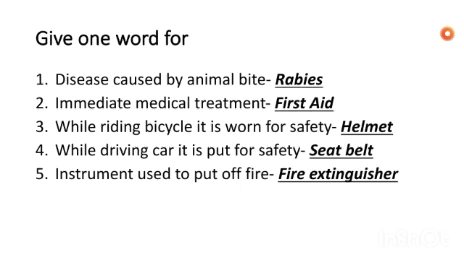 Give one word for
1. Disease caused by animal bite- Rabies
2. Immediate medical treatment- First Aid
3. While riding bicycle it is worn for safety- Helmet
4. While driving car it is put for safety- Seat belt
5. Instrument used to put off fire- Fire extinguisher